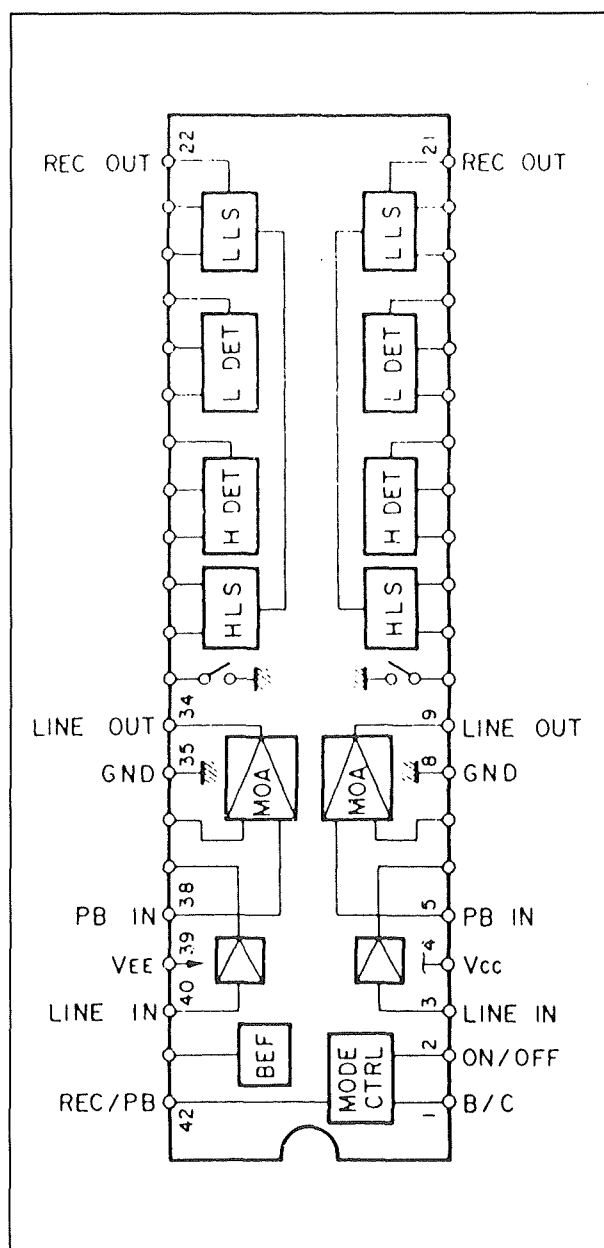 22
21
REC OUT
REC OUT
LLS
LLS
L DET
L DET
H DET
H DET
HLS
HLS
34
9
LINE OUT
LINE OUT
35
8
GND
GND
MOA
MOA
38
5
PB IN
PB IN
39
4
VEE
Vcc
40
3
LINE IN
LINE IN
2
ON/OFF
BEF
MODE
CTRL
REC/PB
B/C
42
1